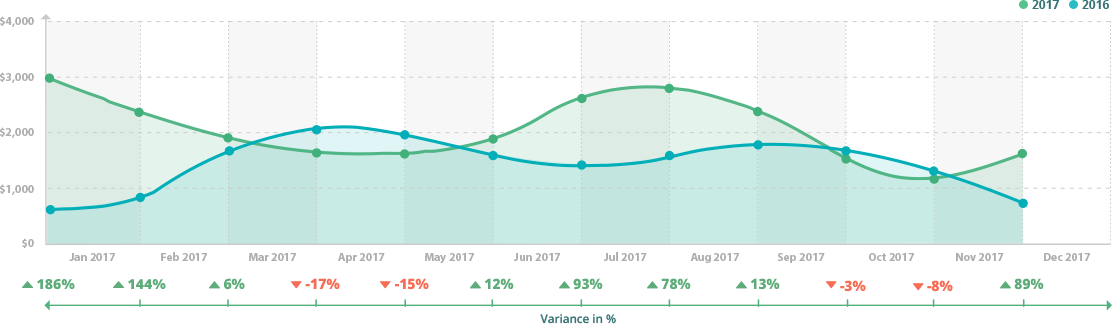 2017 2016
$4,000
$3,000
$2,000
$1,000
$0
Jan 2017 Feb 2017 Mar 2017 Apr 2017 May 2017 Jun 2017 Jul 2017 Aug 2017 Sep 2017 Oct 2017 Nov 2017 Dec 2017
186% 144% 6% -17% -15% 12% 93% 78% 13% -3% -8% 89%
Variance in %